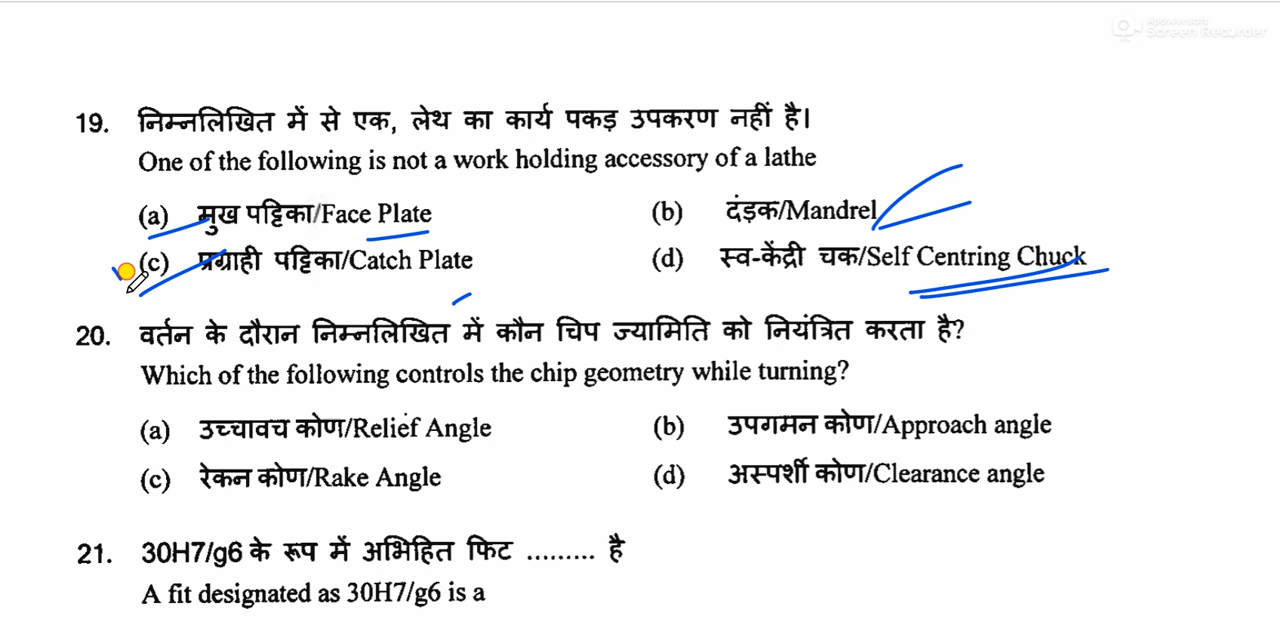 Apowersoft
Screen Recorder
19. निम्नलिखित में से एक, लेथ का कार्य पकड़ उपकरण नहीं है।
One of the following is not a work holding accessory of a lathe
(a) मुख पट्टिका/Face Plate (b) दंड़क/Mandrel
(c) प्रग्राही पट्टिका/Catch Plate (d) स्व-केंद्री चक/Self Centring Chuck
20. वर्तन के दौरान निम्नलिखित में कौन चिप ज्यामिति को नियंत्रित करता है?
Which of the following controls the chip geometry while turning?
(a) उच्चावच कोण/Relief Angle (b) उपगमन कोण/Approach angle
(c) रेकन कोण/Rake Angle (d) अस्पर्शी कोण/Clearance angle
21. 30H7/g6 के रूप में अभिहित फिट ......... है
A fit designated as 30H7/g6 is a